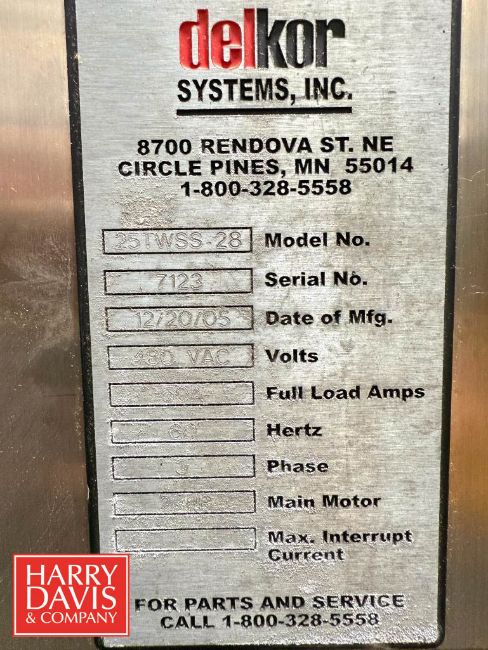 delkor
SYSTEMS, INC.
8700 RENDOVA ST. NE
CIRCLE PINES, MN 55014
1-800-328-5558
25TWSS-28 Model No.
7123 Serial No.
12/20/05 Date of Mfg.
480 VAC Volts
Full Load Amps
Hertz
3 Phase
Main Motor
Max. Interrupt
Current
FOR PARTS AND SERVICE
CALL 1-800-328-5558
HARRY
DAVIS
& COMPANY